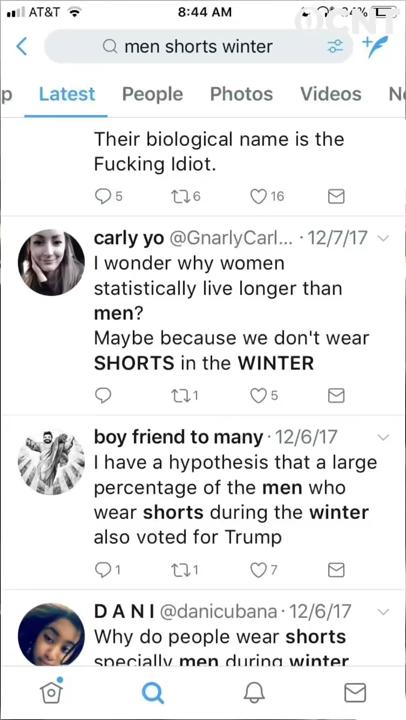 AT&T 8:44 AM
men shorts winter
p Latest People Photos Videos
Their biological name is the
Fucking Idiot.
5 6 16
carly yo @GnarlyCarl... · 12/7/17
I wonder why women
statistically live longer than
men?
Maybe because we don't wear
SHORTS in the WINTER
1 5
boy friend to many · 12/6/17
I have a hypothesis that a large
percentage of the men who
wear shorts during the winter
also voted for Trump
1 1 7
D A N I @danicubana · 12/6/17
Why do people wear shorts
specially men during winter